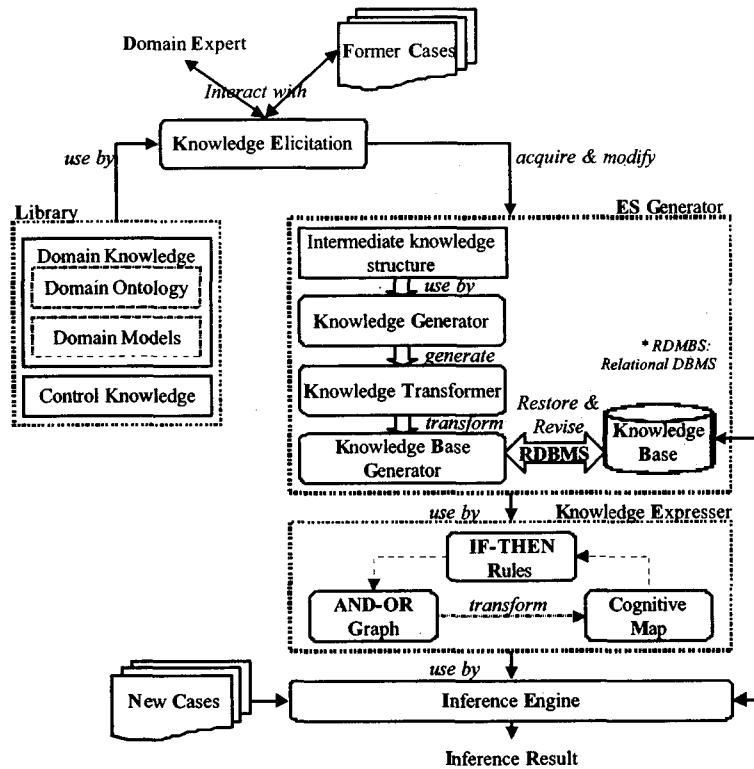 Domain Expert
Former Cases
Interact with
Knowledge Elicitation
use by
acquire & modify
Library
ES Generator
Domain Knowledge
Domain Ontology
Domain Models
Control Knowledge
Intermediate knowledge
structure
use by
Knowledge Generator
generate
Knowledge Transformer
transform
Knowledge Base
Generator
* RDMBS:
Relational DBMS
Restore &
Revise
RDBMS
Knowledge
Base
use by
Knowledge Expresser
IF-THEN
Rules
AND-OR
Graph
transform
Cognitive
Map
use by
New Cases
Inference Engine
Inference Result